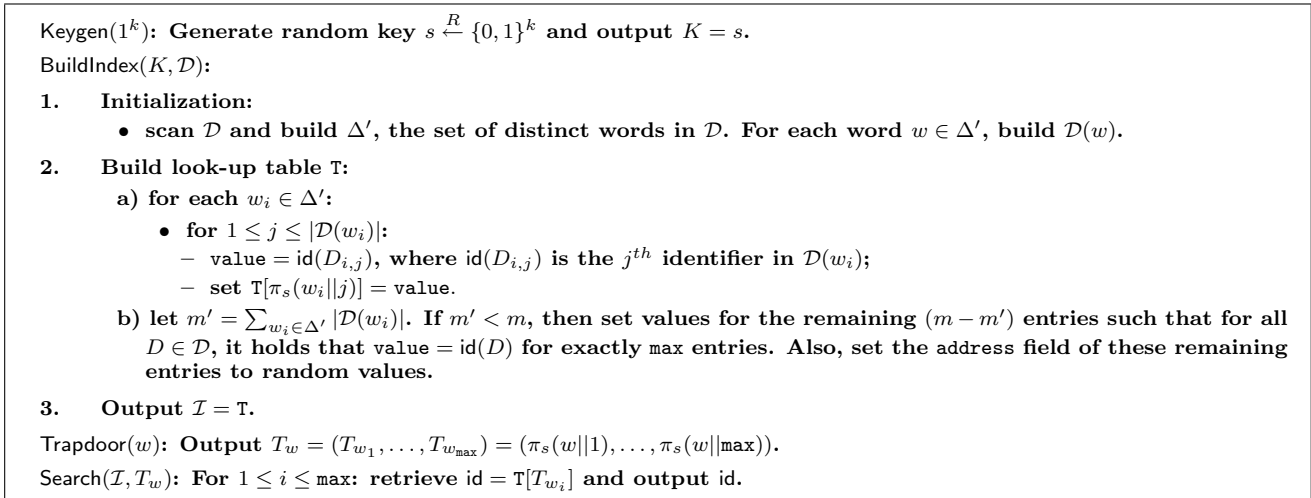 Keygen(1^k): Generate random key s ←^R {0, 1}^k and output K = s.
BuildIndex(K, 𝒟):
1. Initialization:
• scan 𝒟 and build Δ′, the set of distinct words in 𝒟. For each word w ∈ Δ′, build 𝒟(w).
2. Build look-up table T:
a) for each w_i ∈ Δ′:
• for 1 ≤ j ≤ |𝒟(w_i)|:
– value = id(D_{i,j}), where id(D_{i,j}) is the j^{th} identifier in 𝒟(w_i);
– set T[π_s(w_i||j)] = value.
b) let m′ = ∑_{w_i∈Δ′} |𝒟(w_i)|. If m′ < m, then set values for the remaining (m − m′) entries such that for all
D ∈ 𝒟, it holds that value = id(D) for exactly max entries. Also, set the address field of these remaining
entries to random values.
3. Output ℐ = T.
Trapdoor(w): Output T_w = (T_{w_1}, . . . , T_{w_max}) = (π_s(w||1), . . . , π_s(w||max)).
Search(ℐ, T_w): For 1 ≤ i ≤ max: retrieve id = T[T_{w_i}] and output id.